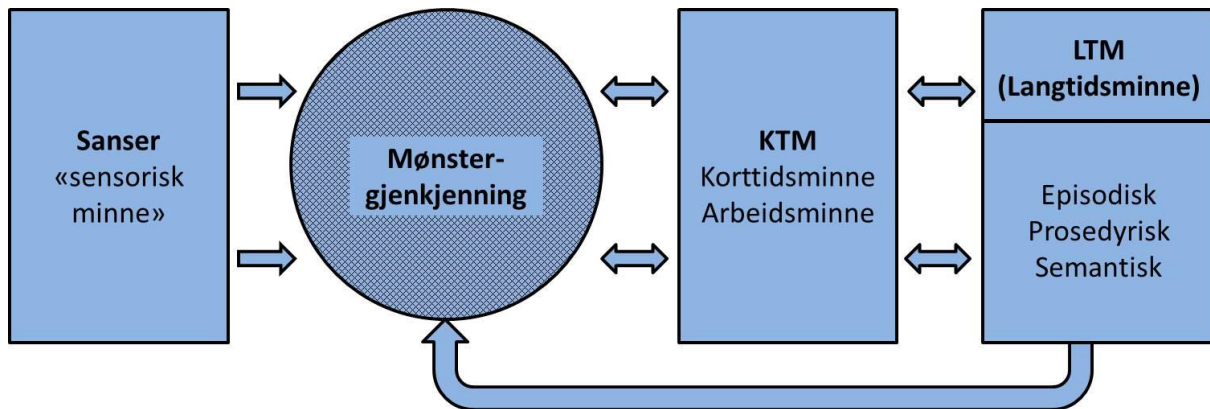 Sanser
«sensorisk
minne»
Mønster-
gjenkjenning
KTM
Korttidsminne
Arbeidsminne
LTM
(Langtidsminne)
Episodisk
Prosedyrisk
Semantisk